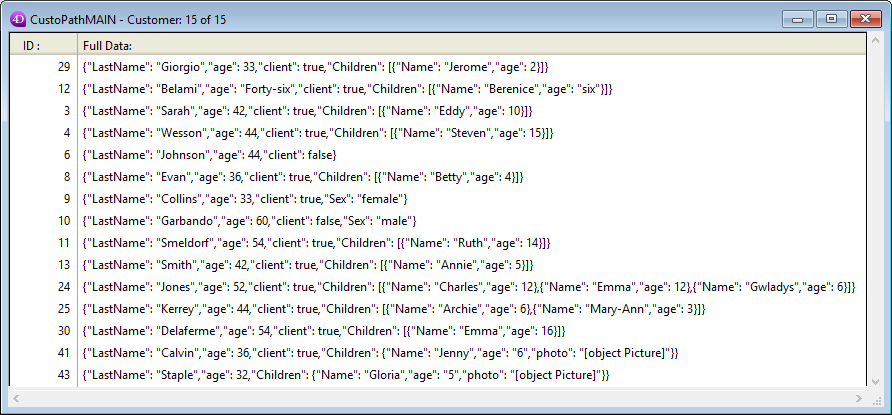 4D CustoPathMAIN - Customer: 15 of 15
ID : Full Data:
29 {"LastName": "Giorgio","age": 33,"client": true,"Children": [{"Name": "Jerome","age": 2}]}
12 {"LastName": "Belami","age": "Forty-six","client": true,"Children": [{"Name": "Berenice","age": "six"}]}
3 {"LastName": "Sarah","age": 42,"client": true,"Children": [{"Name": "Eddy","age": 10}]}
4 {"LastName": "Wesson","age": 44,"client": true,"Children": [{"Name": "Steven","age": 15}]}
6 {"LastName": "Johnson","age": 44,"client": false}
8 {"LastName": "Evan","age": 36,"client": true,"Children": [{"Name": "Betty","age": 4}]}
9 {"LastName": "Collins","age": 33,"client": true,"Sex": "female"}
10 {"LastName": "Garbando","age": 60,"client": false,"Sex": "male"}
11 {"LastName": "Smeldorf","age": 54,"client": true,"Children": [{"Name": "Ruth","age": 14}]}
13 {"LastName": "Smith","age": 42,"client": true,"Children": [{"Name": "Annie","age": 5}]}
24 {"LastName": "Jones","age": 52,"client": true,"Children": [{"Name": "Charles","age": 12},{"Name": "Emma","age": 12},{"Name": "Gwladys","age": 6}]}
25 {"LastName": "Kerrey","age": 44,"client": true,"Children": [{"Name": "Archie","age": 6},{"Name": "Mary-Ann","age": 3}]}
30 {"LastName": "Delaferme","age": 54,"client": true,"Children": [{"Name": "Emma","age": 16}]}
41 {"LastName": "Calvin","age": 36,"client": true,"Children": {"Name": "Jenny","age": "6","photo": "[object Picture]"}}
43 {"LastName": "Staple","age": 32,"Children": {"Name": "Gloria","age": "5","photo": "[object Picture]"}}